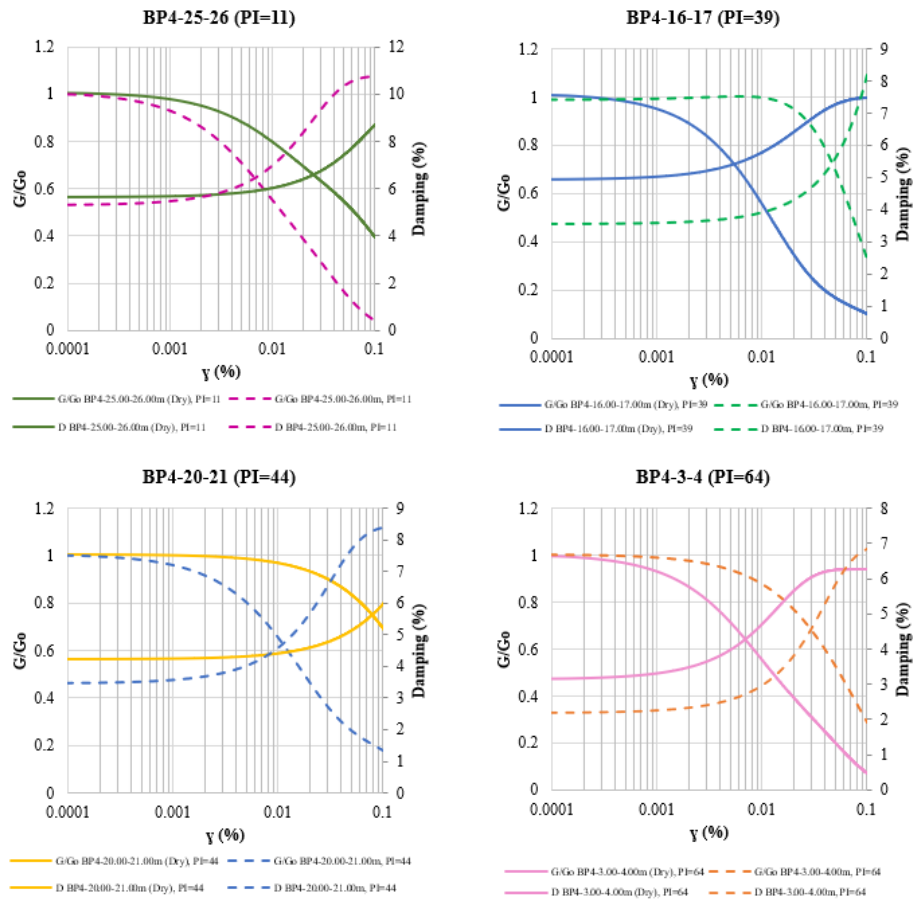 BP4-25-26 (PI=11)
1.2
1
0.8
0.6
0.4
0.2
0
G/Go
12
10
8
6
4
2
0
Damping (%)
0.0001
0.001
0.01
0.1
γ (%)
G/Go BP4-25.00-26.00m (Dry), PI=11
G/Go BP4-25.00-26.00m, PI=11
D BP4-25.00-26.00m (Dry), PI=11
D BP4-25.00-26.00m, PI=11
BP4-16-17 (PI=39)
1.2
1
0.8
0.6
0.4
0.2
0
G/Go
9
8
7
6
5
4
3
2
1
0
Damping (%)
0.0001
0.001
0.01
0.1
γ (%)
G/Go BP4-16.00-17.00m (Dry), PI=39
G/Go BP4-16.00-17.00m, PI=39
D BP4-16.00-17.00m (Dry), PI=39
D BP4-16.00-17.00m, PI=39
BP4-20-21 (PI=44)
1.2
1
0.8
0.6
0.4
0.2
0
G/Go
9
8
7
6
5
4
3
2
1
0
Damping (%)
0.0001
0.001
0.01
0.1
γ (%)
G/Go BP4-20.00-21.00m (Dry), PI=44
G/Go BP4-20.00-21.00m, PI=44
D BP4-20.00-21.00m (Dry), PI=44
D BP4-20.00-21.00m, PI=44
BP4-3-4 (PI=64)
1.2
1
0.8
0.6
0.4
0.2
0
G/Go
8
7
6
5
4
3
2
1
0
Damping (%)
0.0001
0.001
0.01
0.1
γ (%)
G/Go BP4-3.00-4.00m (Dry), PI=64
G/Go BP4-3.00-4.00m, PI=64
D BP4-3.00-4.00m (Dry), PI=64
D BP4-3.00-4.00m, PI=64